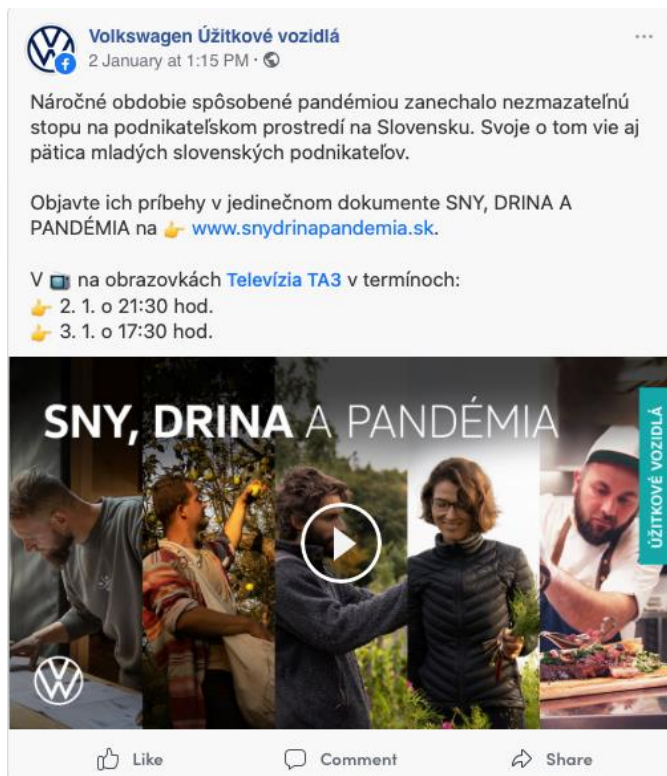 Volkswagen Úžitkové vozidlá
2 January at 1:15 PM ·
Náročné obdobie spôsobené pandémiou zanechalo nezmazateľnú
stopu na podnikateľskom prostredí na Slovensku. Svoje o tom vie aj
pätica mladých slovenských podnikateľov.
Objavte ich príbehy v jedinečnom dokumente SNY, DRINA A
PANDÉMIA na 👉 www.snydrinapandemia.sk.
V 📺 na obrazovkách Televízia TA3 v termínoch:
👉 2. 1. o 21:30 hod.
👉 3. 1. o 17:30 hod.
SNY, DRINA A PANDÉMIA
ÚŽITKOVÉ VOZIDLÁ
Like Comment Share